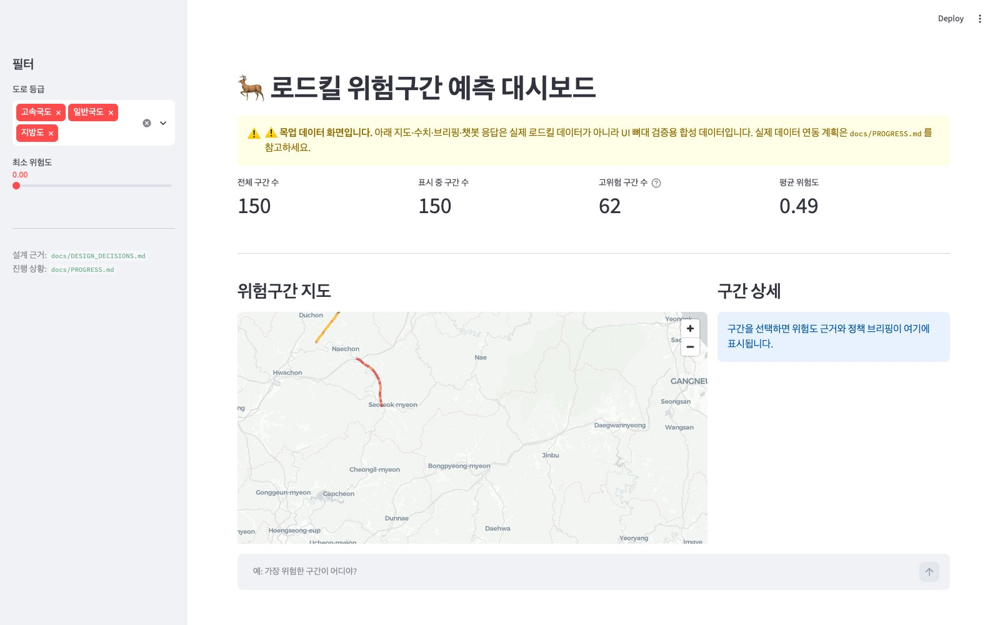 Deploy
필터
도로 등급
고속국도 ×
일반국도 ×
지방도 ×
최소 위험도
0.00
설계 근거: docs/DESIGN_DECISIONS.md
진행 상황: docs/PROGRESS.md
로드킬 위험구간 예측 대시보드
목업 데이터 화면입니다. 아래 지도·수치·브리핑·챗봇 응답은 실제 로드킬 데이터가 아니라 UI 뼈대 검증용 합성 데이터입니다. 실제 데이터 연동 계획은 docs/PROGRESS.md 를
참고하세요.
전체 구간 수
150
표시 중 구간 수
150
고위험 구간 수
62
평균 위험도
0.49
위험구간 지도
Duchon
Naechon
Nae
Hwachon
GANGNEU
Seongsan
ng
Daegwannyeong
Wangsan
Jinbu
Bongpyeong-myeon
Cheongil-myeon
Gonggeun-myeon
Gapcheon
Dunnae
Daehwa
nyeon
Hoengseong-eup
Ucheon-myeon
Yeoryang
+
−
구간 상세
구간을 선택하면 위험도 근거와 정책 브리핑이 여기에
표시됩니다.
예: 가장 위험한 구간이 어디야?